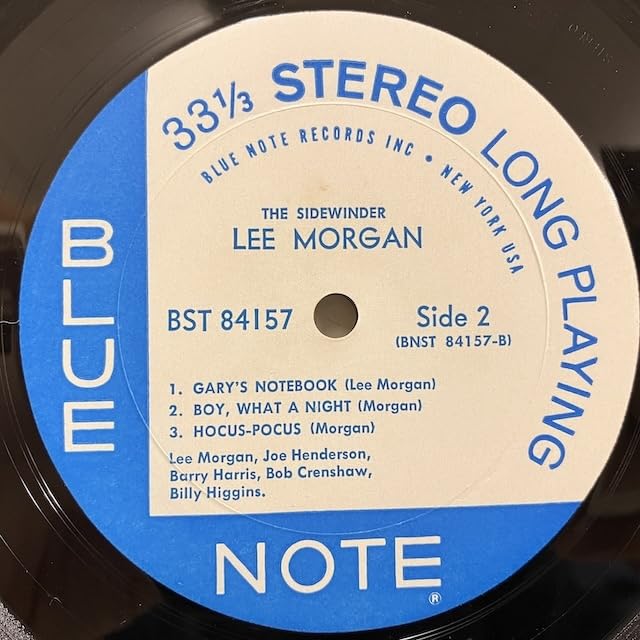 33⅓ STEREO LONG PLAYING
BLUE NOTE RECORDS INC • NEW YORK USA
THE SIDEWINDER
LEE MORGAN
BST 84157
Side 2
(BNST 84157-B)
1. GARY'S NOTEBOOK (Lee Morgan)
2. BOY, WHAT A NIGHT (Morgan)
3. HOCUS-POCUS (Morgan)
Lee Morgan, Joe Henderson,
Barry Harris, Bob Crenshaw,
Billy Higgins.
BLUE
NOTE
®